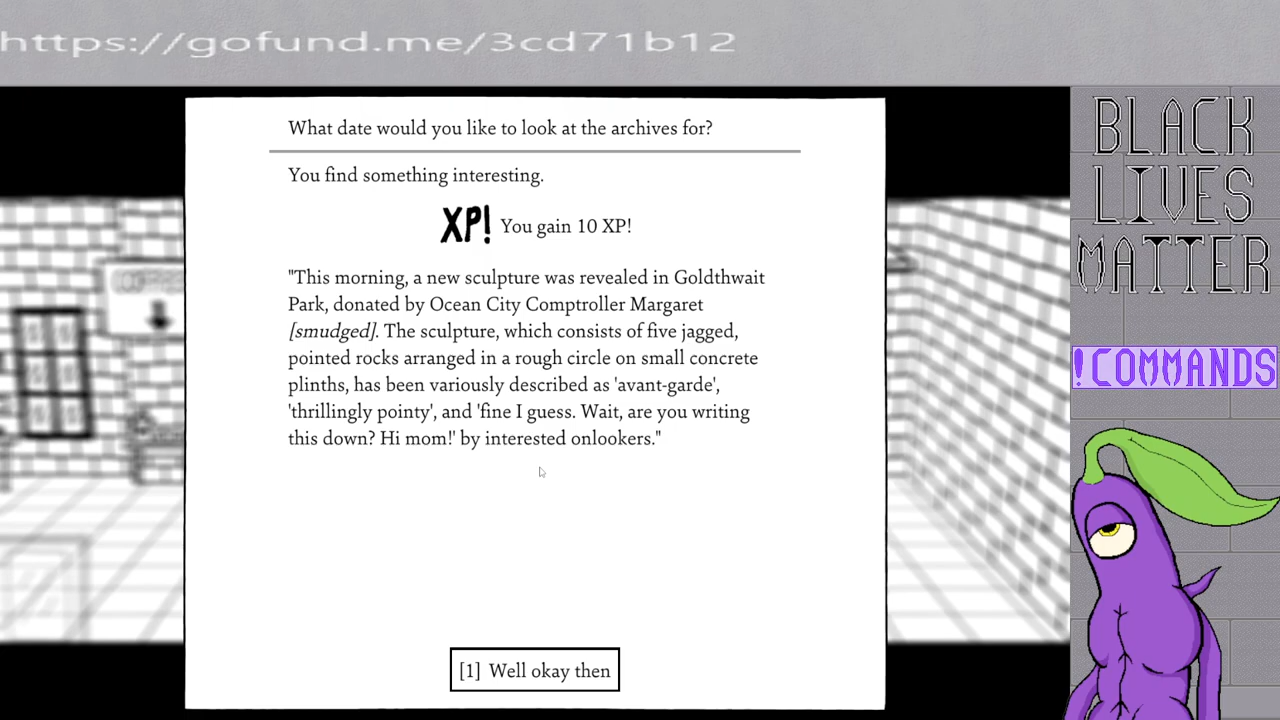 https://gofund.me/3cd71b12
What date would you like to look at the archives for?
You find something interesting.
XP! You gain 10 XP!
"This morning, a new sculpture was revealed in Goldthwait
Park, donated by Ocean City Comptroller Margaret
[smudged]. The sculpture, which consists of five jagged,
pointed rocks arranged in a rough circle on small concrete
plinths, has been variously described as 'avant-garde',
'thrillingly pointy', and 'fine I guess. Wait, are you writing
this down? Hi mom!' by interested onlookers."
[1] Well okay then
BLACK
LIVES
MATTER
!COMMANDS